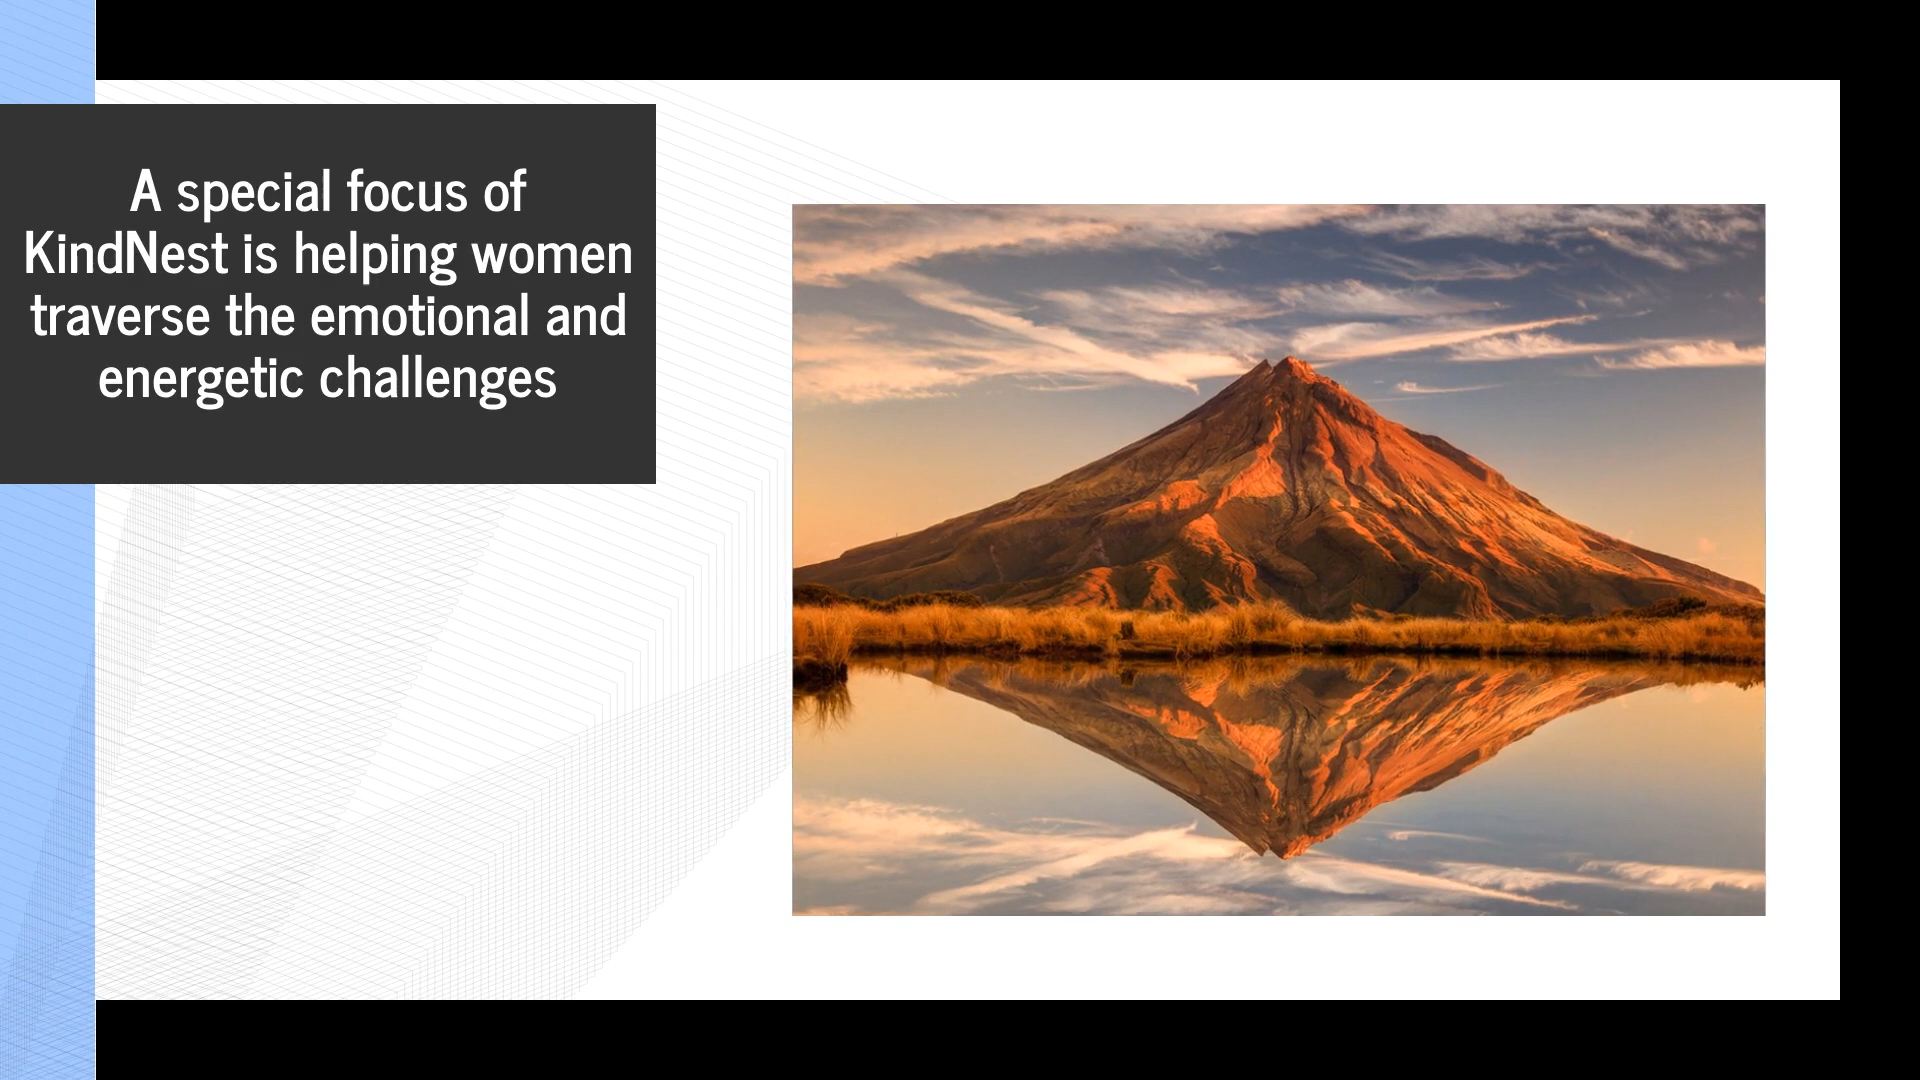 A special focus of
KindNest is helping women
traverse the emotional and
energetic challenges